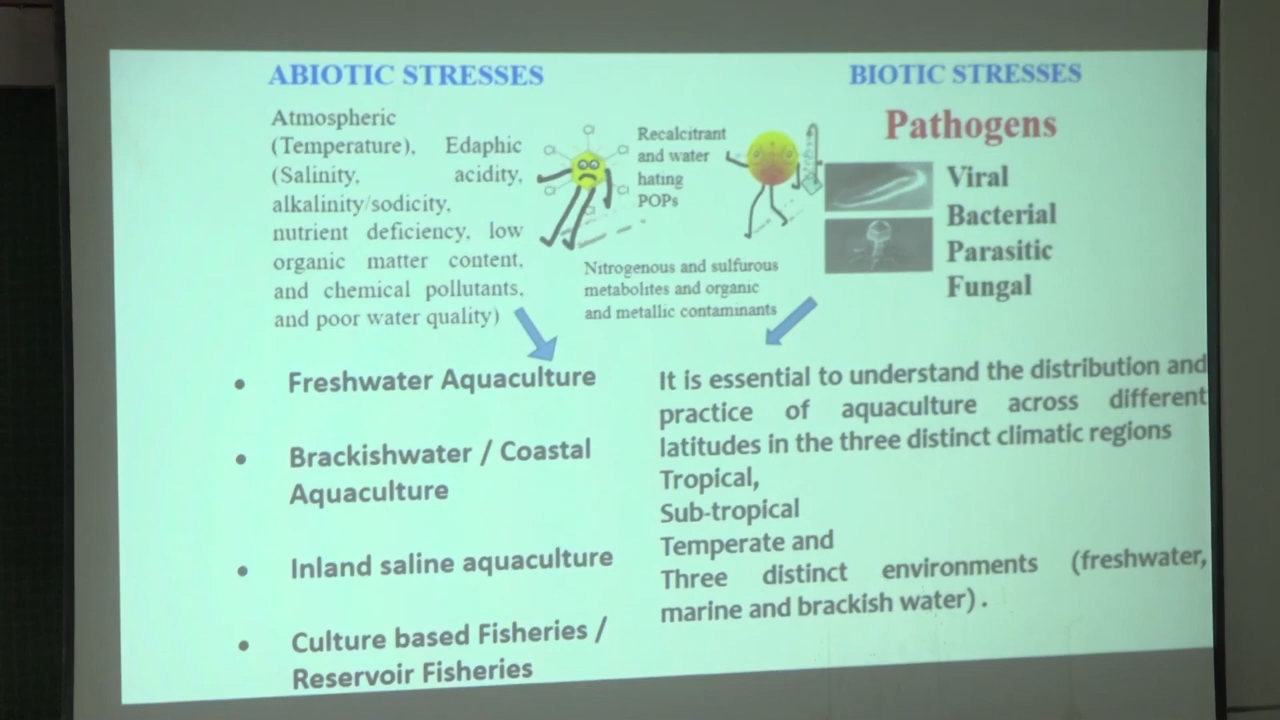 ABIOTIC STRESSES
Atmospheric
(Temperature), Edaphic
(Salinity, acidity,
alkalinity/sodicity,
nutrient deficiency, low
organic matter content,
and chemical pollutants,
and poor water quality)
Recalcitrant
and water
hating
POPs
Nitrogenous and sulfurous
metabolites and organic
and metallic contaminants
BIOTIC STRESSES
Pathogens
Viral
Bacterial
Parasitic
Fungal
• Freshwater Aquaculture
• Brackishwater / Coastal
Aquaculture
• Inland saline aquaculture
• Culture based Fisheries /
Reservoir Fisheries
It is essential to understand the distribution and
practice of aquaculture across different
latitudes in the three distinct climatic regions
Tropical,
Sub-tropical
Temperate and
Three distinct environments (freshwater,
marine and brackish water) .